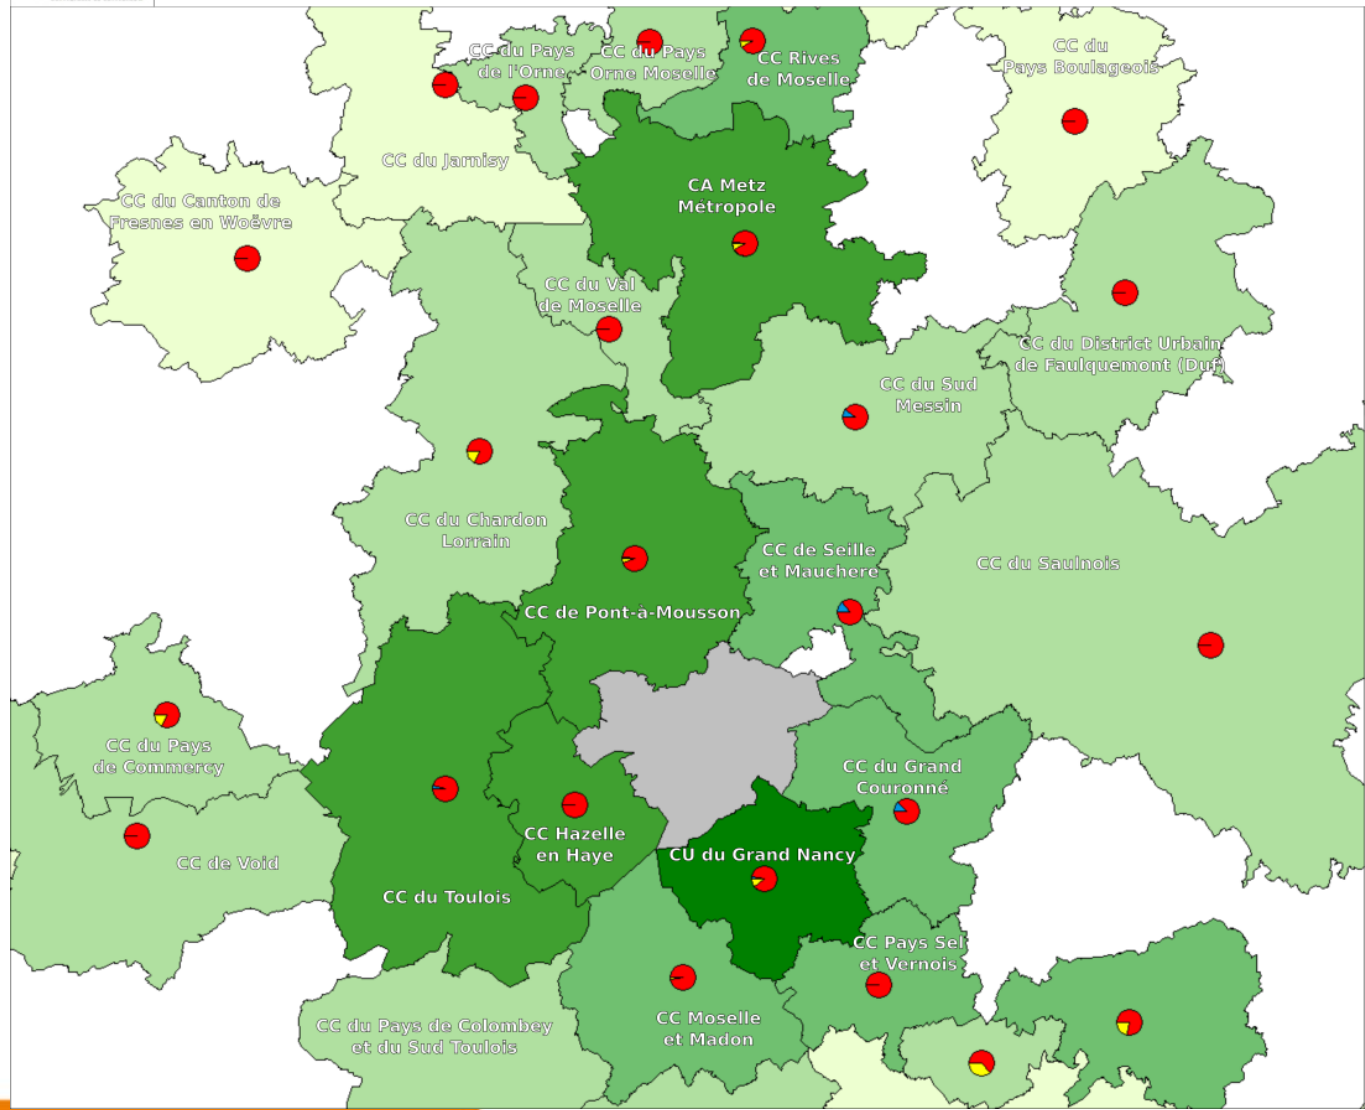 CC du Pays
de l'Orne
CC du Pays
Orne Moselle
CC Rives
de Moselle
CC du
Pays Boulageois
CC du Jarnisy
CA Metz
Métropole
CC du Canton de
Fresnes en Woëvre
CC du Val
de Moselle
CC du District Urbain
de Faulquemont (Duf)
CC du Sud
Messin
CC du Chardon
Lorrain
CC de Seille
et Mauchere
CC du Saulnois
CC de Pont-à-Mousson
CC du Pays
de Commercy
CC du Grand
Couronné
CC Hazelle
en Haye
CU du Grand Nancy
CC de Void
CC du Toulois
CC Pays Sel
et Vernois
CC du Pays de Colombey
et du Sud Toulois
CC Moselle
et Madon